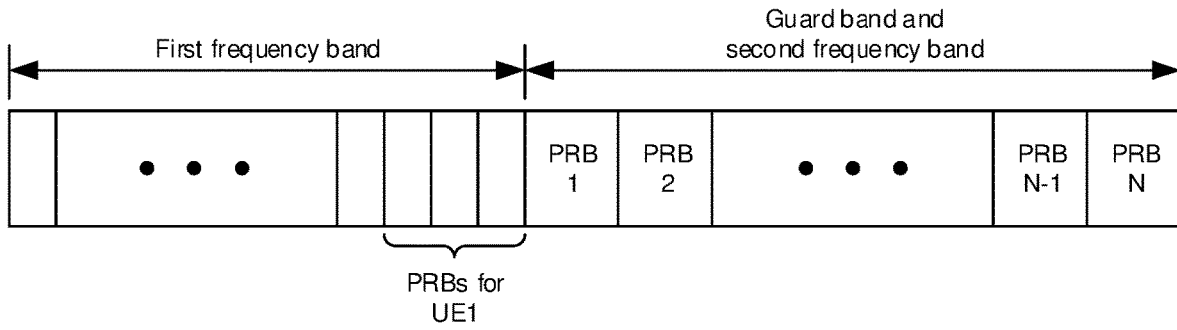 First frequency band
Guard band and
second frequency band
PRB
1
PRB
2
PRB
N-1
PRB
N
PRBs for
UE1